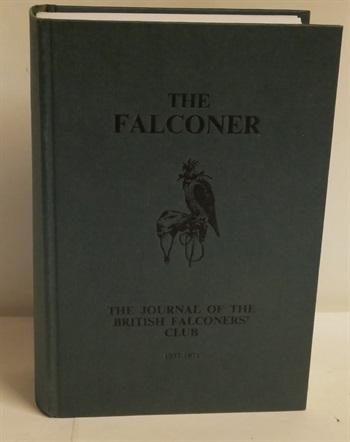 THE
FALCONER
THE JOURNAL OF THE
BRITISH FALCONERS'
CLUB